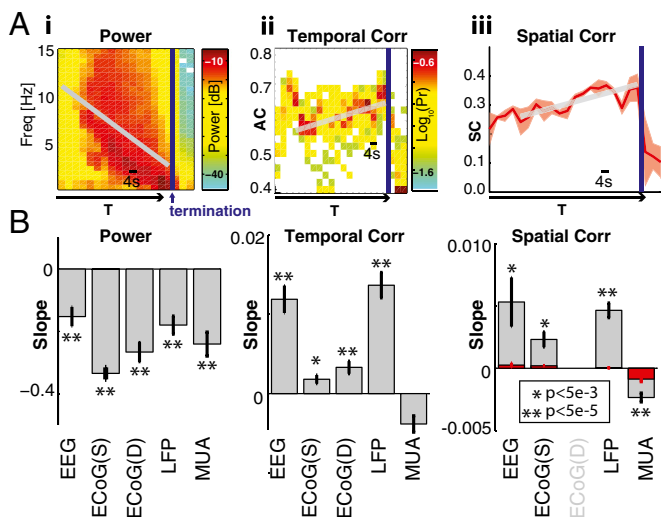 A
i
Power
15
10
5
Freq [Hz]
4s
T
termination
-10
-40
Power [dB]
ii
Temporal Corr
0.8
0.7
0.6
0.5
0.4
AC
4s
T
-0.6
-1.6
Log10(Pr)
iii
Spatial Corr
0.4
0.3
0.2
0.1
0.0
SC
4s
T
B
Power
0
-0.4
Slope
**
**
**
**
**
EEG
ECoG(S)
ECoG(D)
LFP
MUA
Temporal Corr
0.02
0
Slope
**
*
**
**
EEG
ECoG(S)
ECoG(D)
LFP
MUA
Spatial Corr
0.010
0
-0.005
Slope
*
*
**
**
* p<5e-3
** p<5e-5
EEG
ECoG(S)
ECoG(D)
LFP
MUA